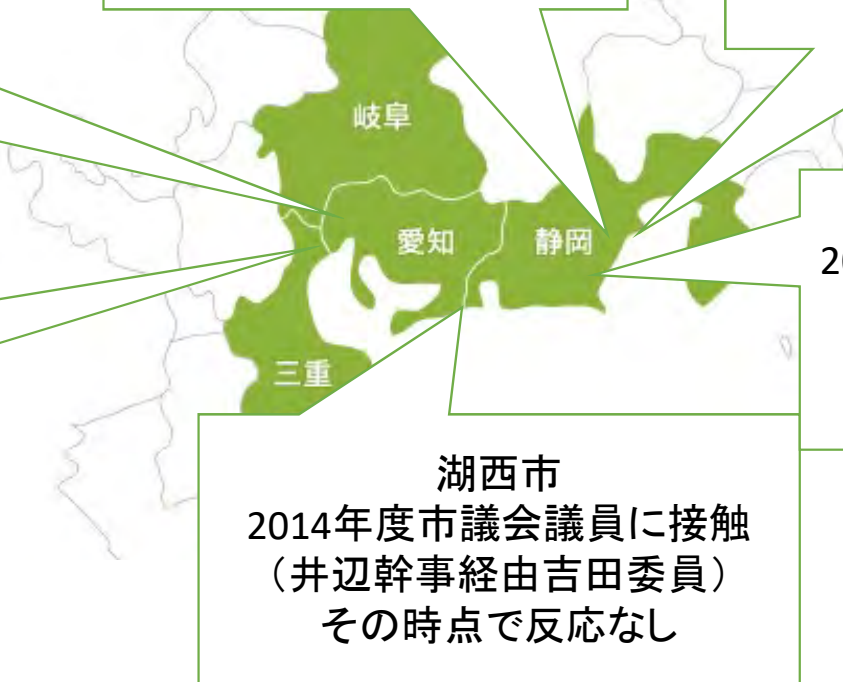 岐阜
愛知
静岡
三重
20
湖西市
2014年度市議会議員に接触
（井辺幹事経由吉田委員）
その時点で反応なし